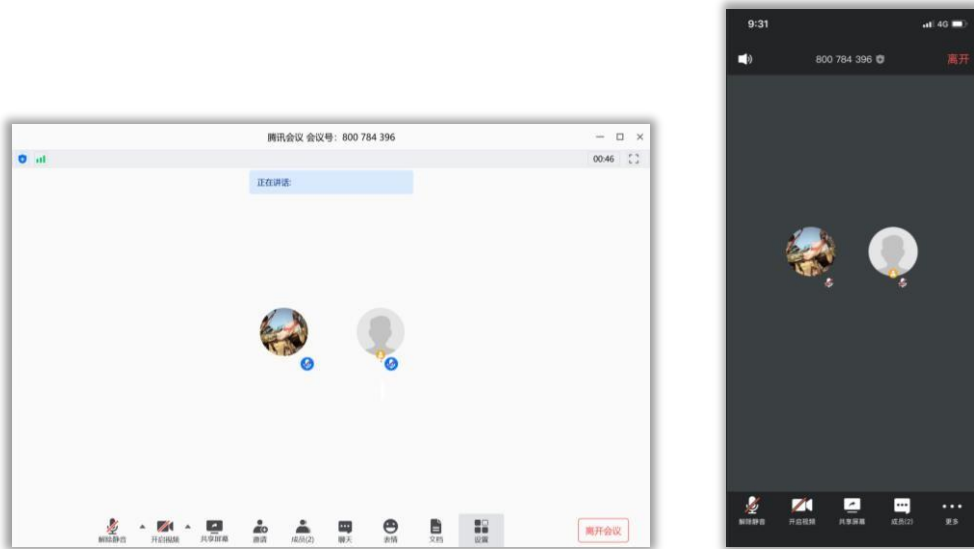 腾讯会议 会议号：800 784 396
00:46
正在讲话:
解除静音
开启视频
共享屏幕
邀请
成员(2)
聊天
表情
文档
设置
离开会议
9:31
4G
800 784 396
离开
解除静音
开启视频
共享屏幕
成员(2)
更多